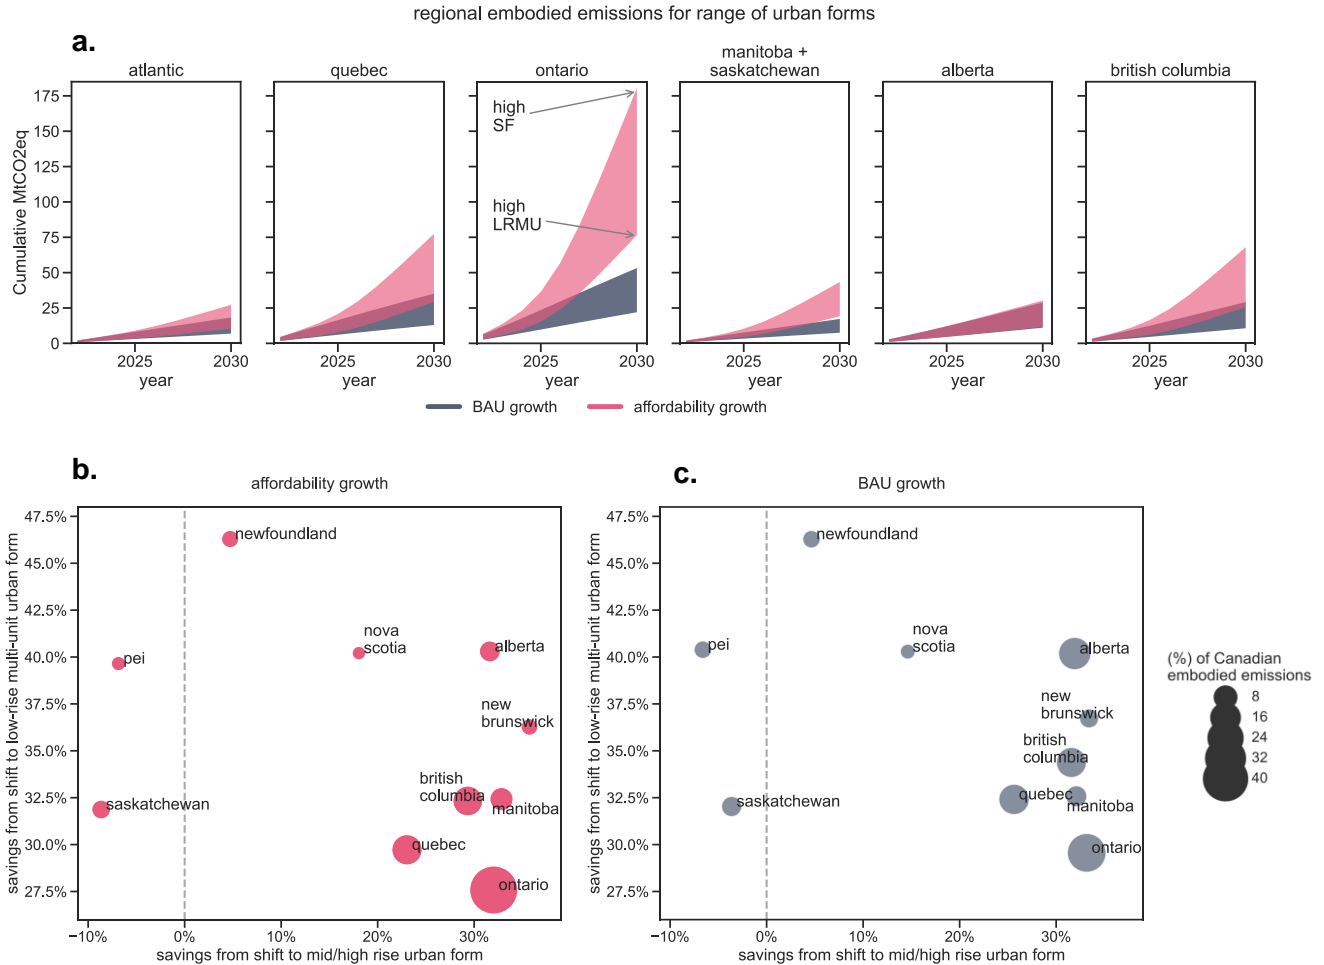 regional embodied emissions for range of urban forms
a.
atlantic
quebec
ontario
manitoba +
saskatchewan
alberta
british columbia
Cumulative MtCO2eq
175
150
125
100
75
50
25
0
high
SF
high
LRMU
2025 2030
year
2025 2030
year
2025 2030
year
2025 2030
year
2025 2030
year
2025 2030
year
BAU growth
affordability growth
b.
affordability growth
savings from shift to low-rise multi-unit urban form
47.5%
45.0%
42.5%
40.0%
37.5%
35.0%
32.5%
30.0%
27.5%
newfoundland
nova
scotia
pei
alberta
new
brunswick
british
columbia
saskatchewan
manitoba
quebec
ontario
−10% 0% 10% 20% 30%
savings from shift to mid/high rise urban form
c.
BAU growth
savings from shift to low-rise multi-unit urban form
47.5%
45.0%
42.5%
40.0%
37.5%
35.0%
32.5%
30.0%
27.5%
newfoundland
nova
scotia
pei
alberta
new
brunswick
british
columbia
saskatchewan
quebec
manitoba
ontario
−10% 0% 10% 20% 30%
savings from shift to mid/high rise urban form
(%) of Canadian
embodied emissions
8
16
24
32
40